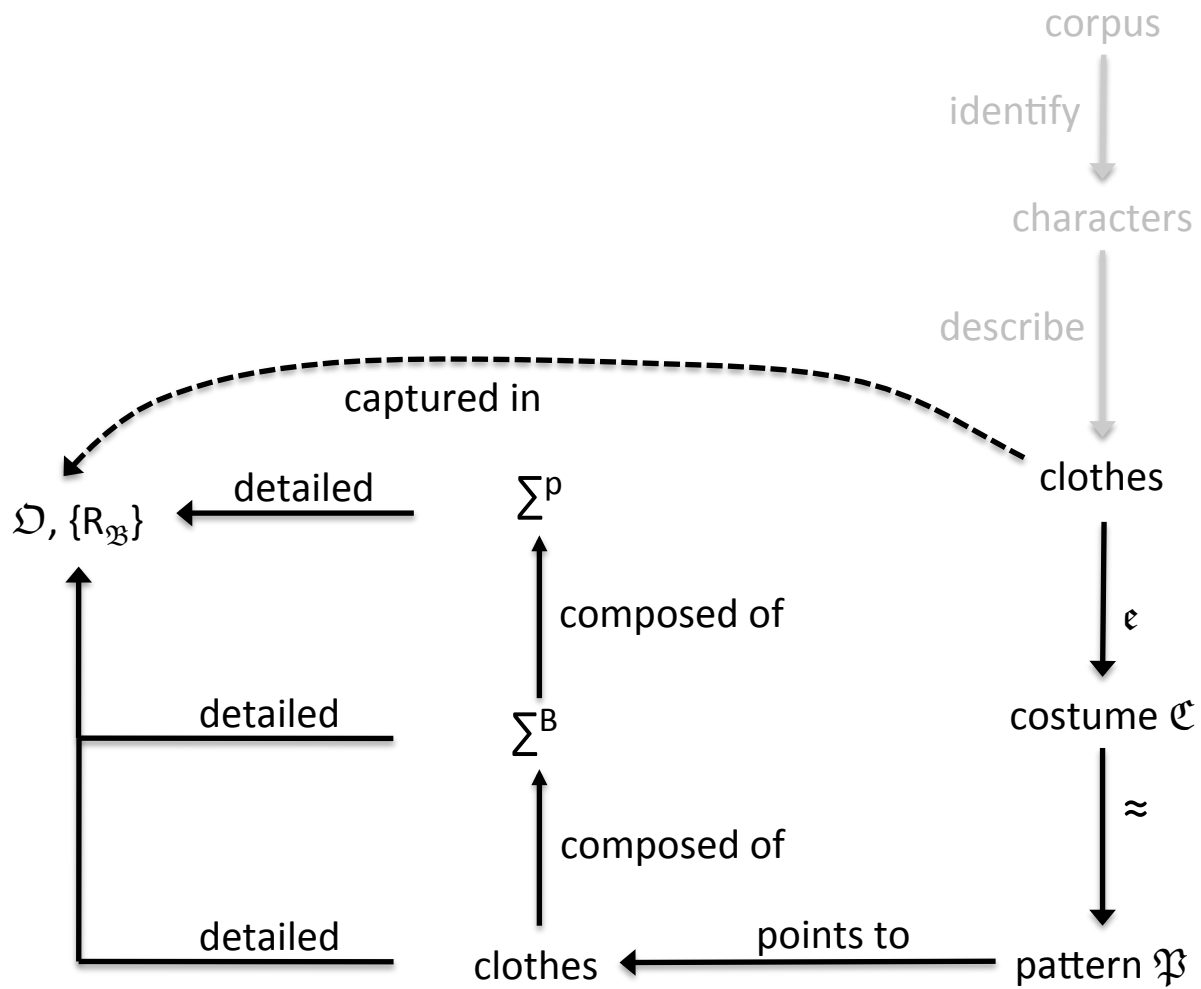 corpus
identify
characters
describe
captured in
clothes
detailed
∑ᵖ
𝔒, {R_𝔅}
composed of
𝔢
detailed
∑ᴮ
costume ℭ
≈
composed of
detailed
clothes
points to
pattern 𝔓